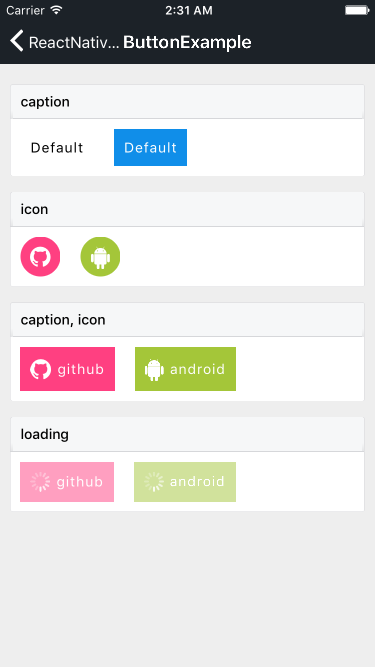 Carrier 2:31 AM
ReactNativ... ButtonExample
caption
Default Default
icon
caption, icon
github android
loading
github android